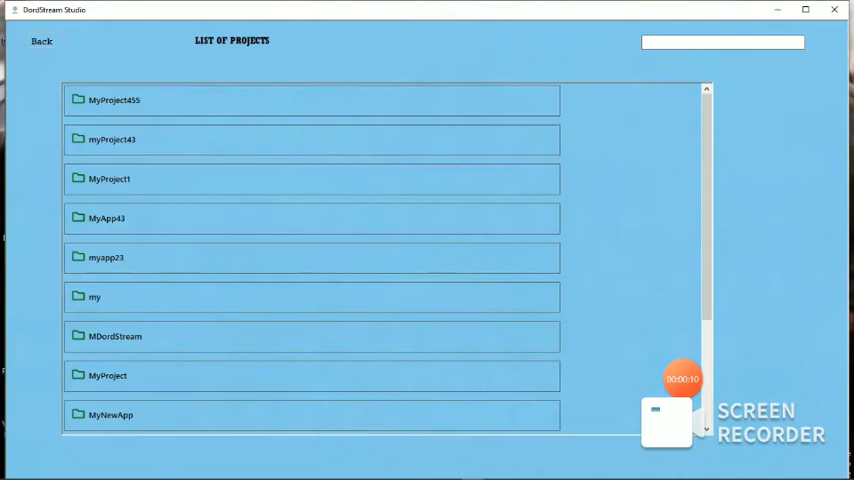 DordStream Studio
Back
LIST OF PROJECTS
MyProject455
myProject43
MyProject1
MyApp43
myapp23
my
MDordStream
MyProject
MyNewApp
00:00:10
SCREEN
RECORDER